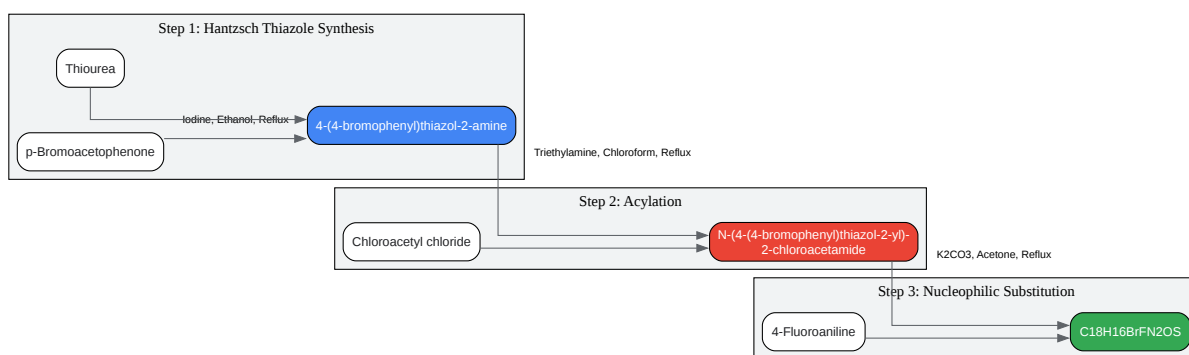 Step 1: Hantzsch Thiazole Synthesis
Thiourea
Iodine, Ethanol, Reflux
4-(4-bromophenyl)thiazol-2-amine
p-Bromoacetophenone
Triethylamine, Chloroform, Reflux
Step 2: Acylation
Chloroacetyl chloride
N-(4-(4-bromophenyl)thiazol-2-yl)-
2-chloroacetamide
K2CO3, Acetone, Reflux
Step 3: Nucleophilic Substitution
4-Fluoroaniline
C18H16BrFN2OS